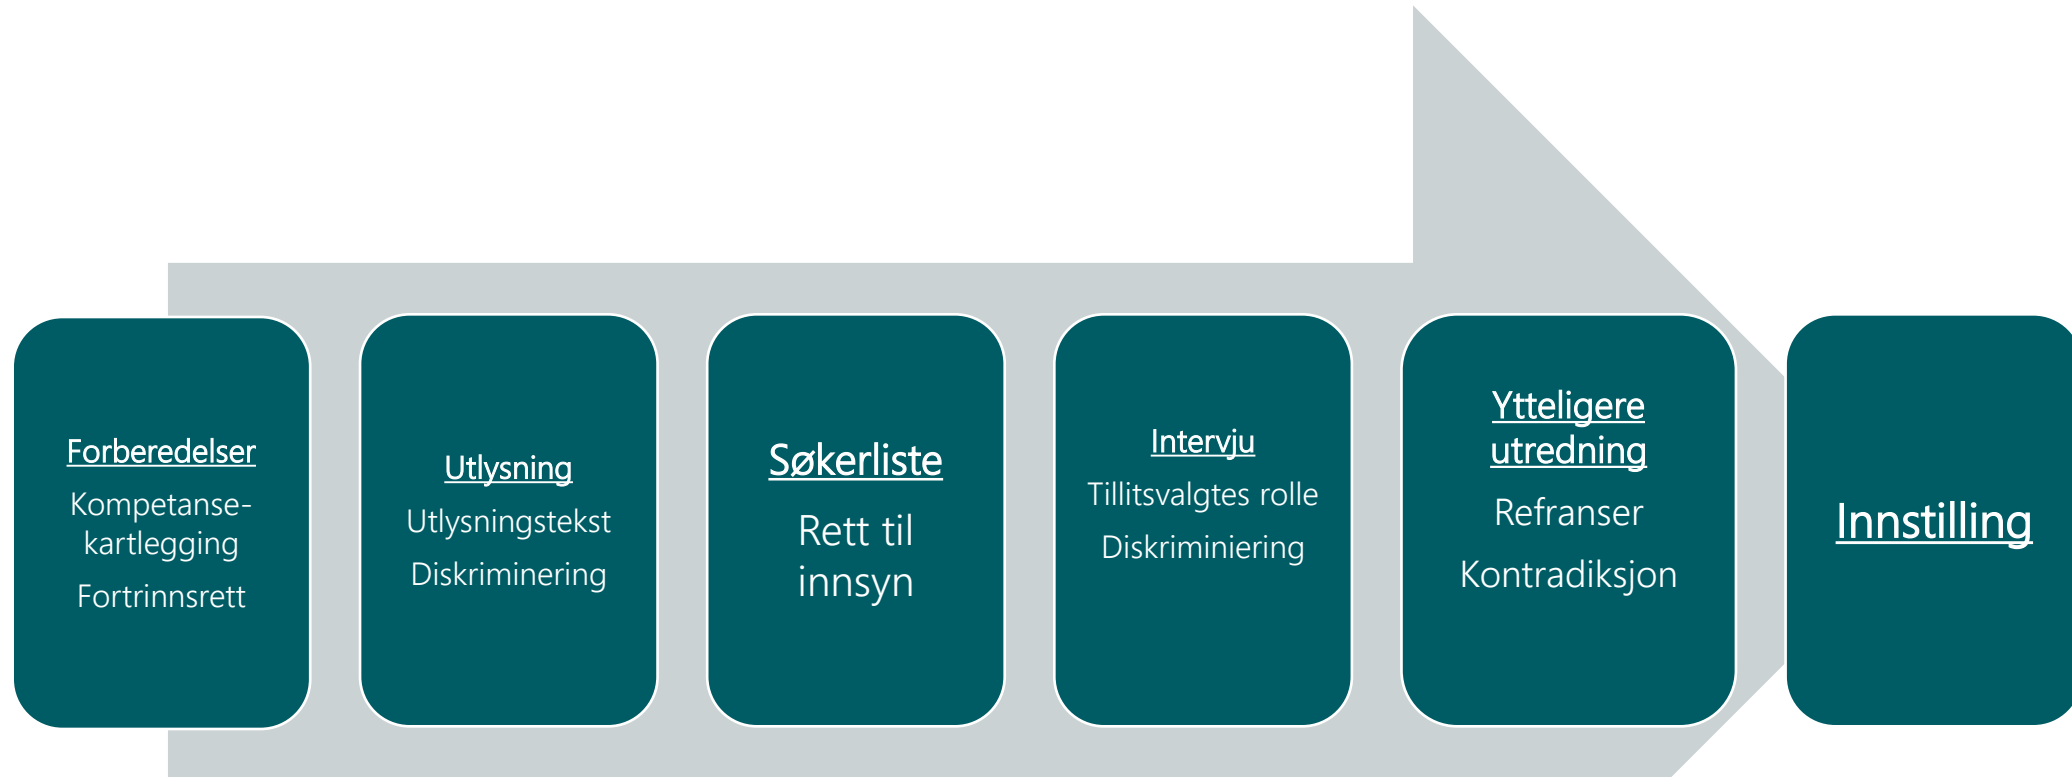 Forberedelser
Kompetanse-
kartlegging
Fortrinnsrett
Utlysning
Utlysningstekst
Diskriminering
Søkerliste
Rett til
innsyn
Intervju
Tillitsvalgtes rolle
Diskriminiering
Ytteligere
utredning
Refranser
Kontradiksjon
Innstilling